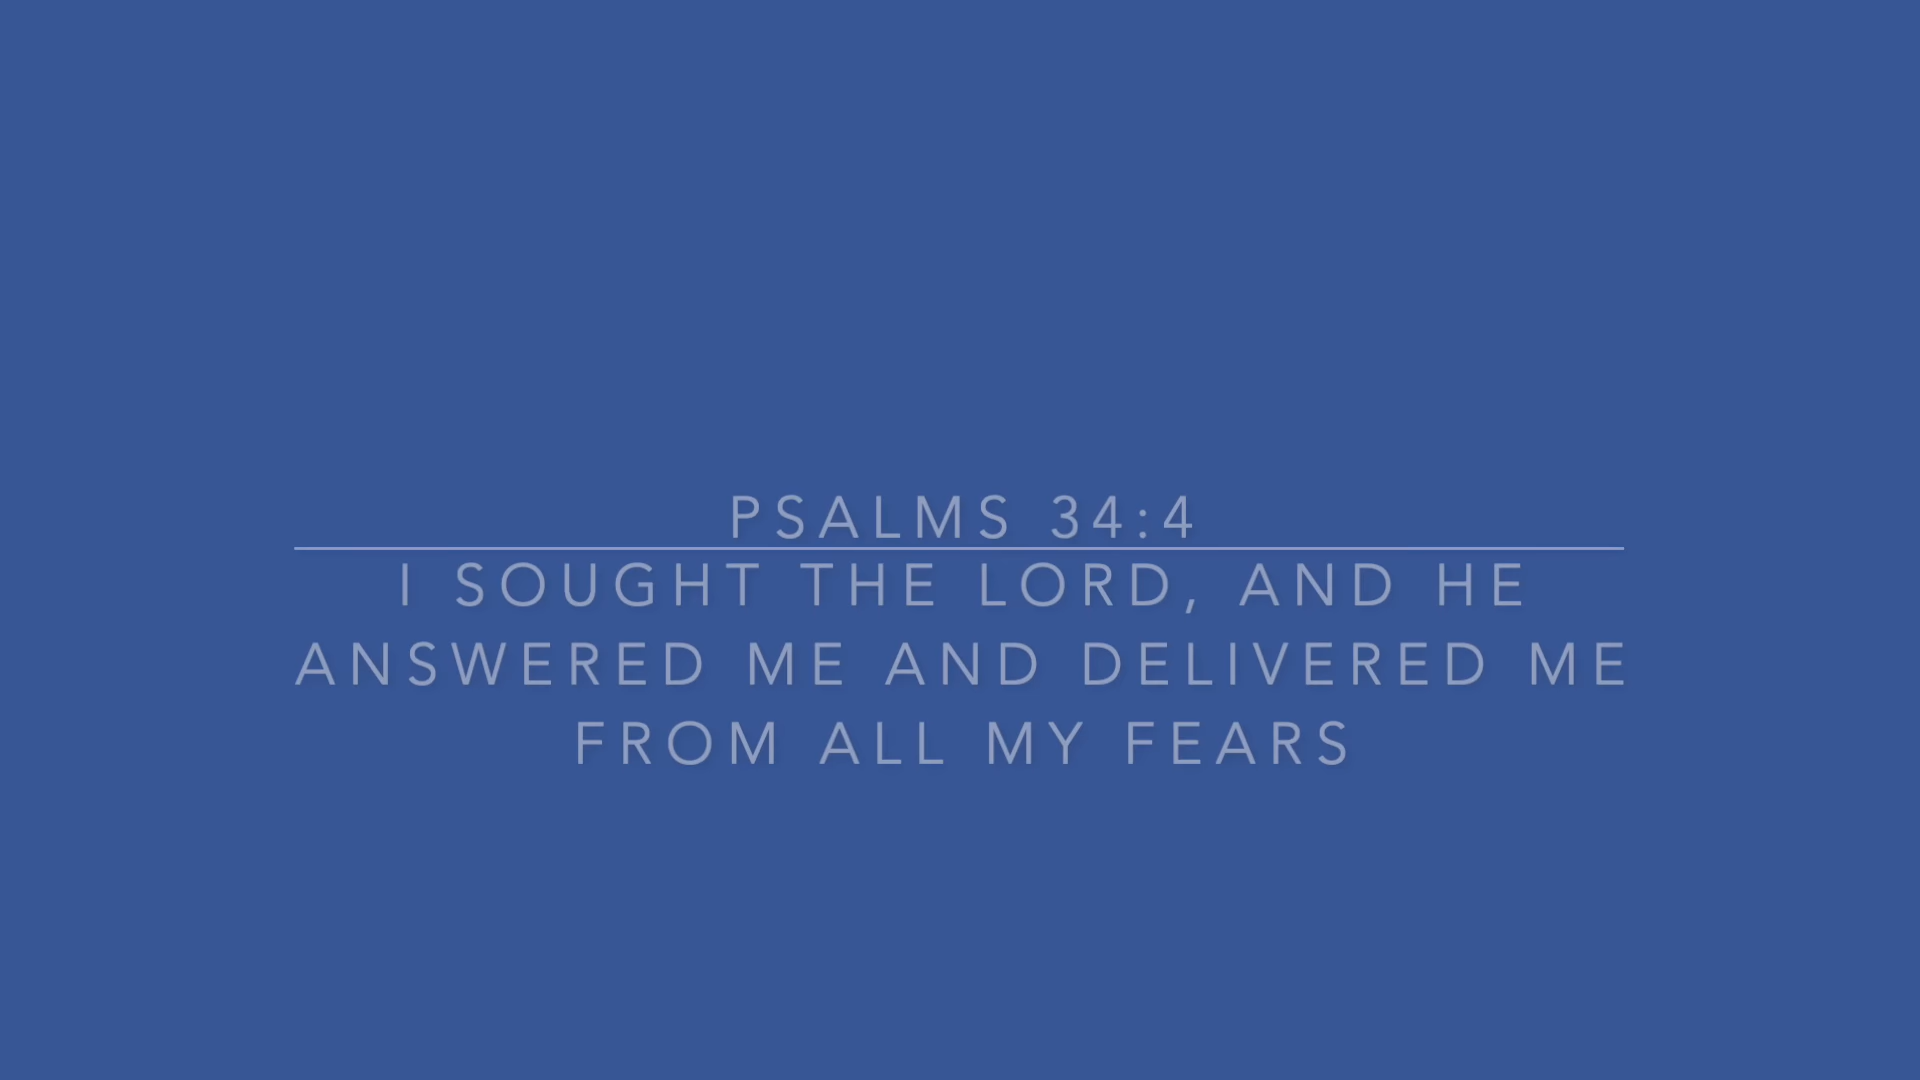 PSALMS 34:4
I SOUGHT THE LORD, AND HE
ANSWERED ME AND DELIVERED ME
FROM ALL MY FEARS